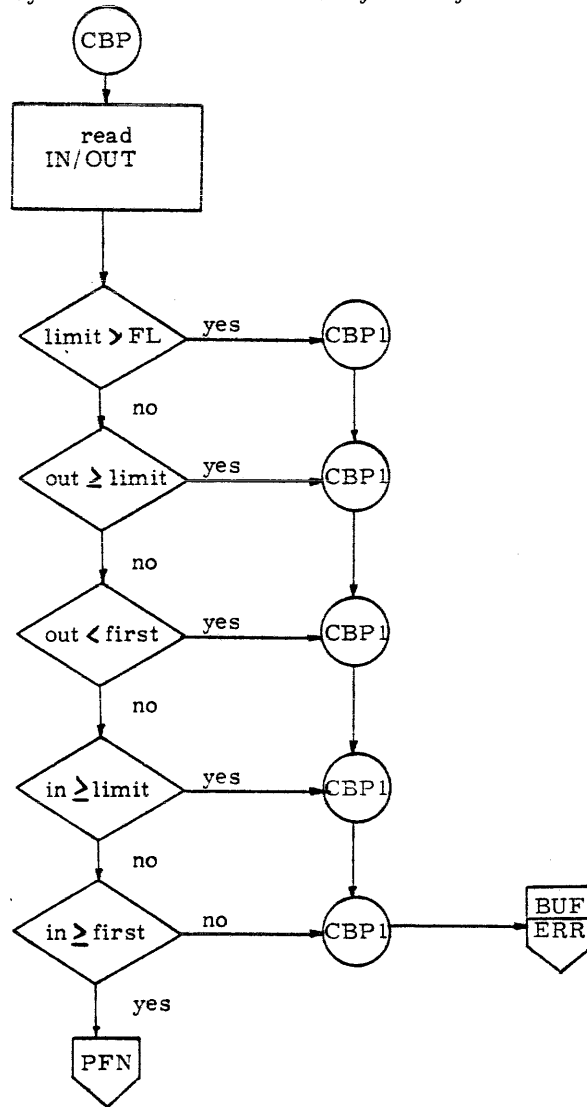 CBP
read
IN/OUT
limit > FL
yes
CBP1
no
out ≥ limit
yes
CBP1
no
out < first
yes
CBP1
no
in ≥ limit
yes
CBP1
no
in ≥ first
no
CBP1
BUF
ERR
yes
PFN